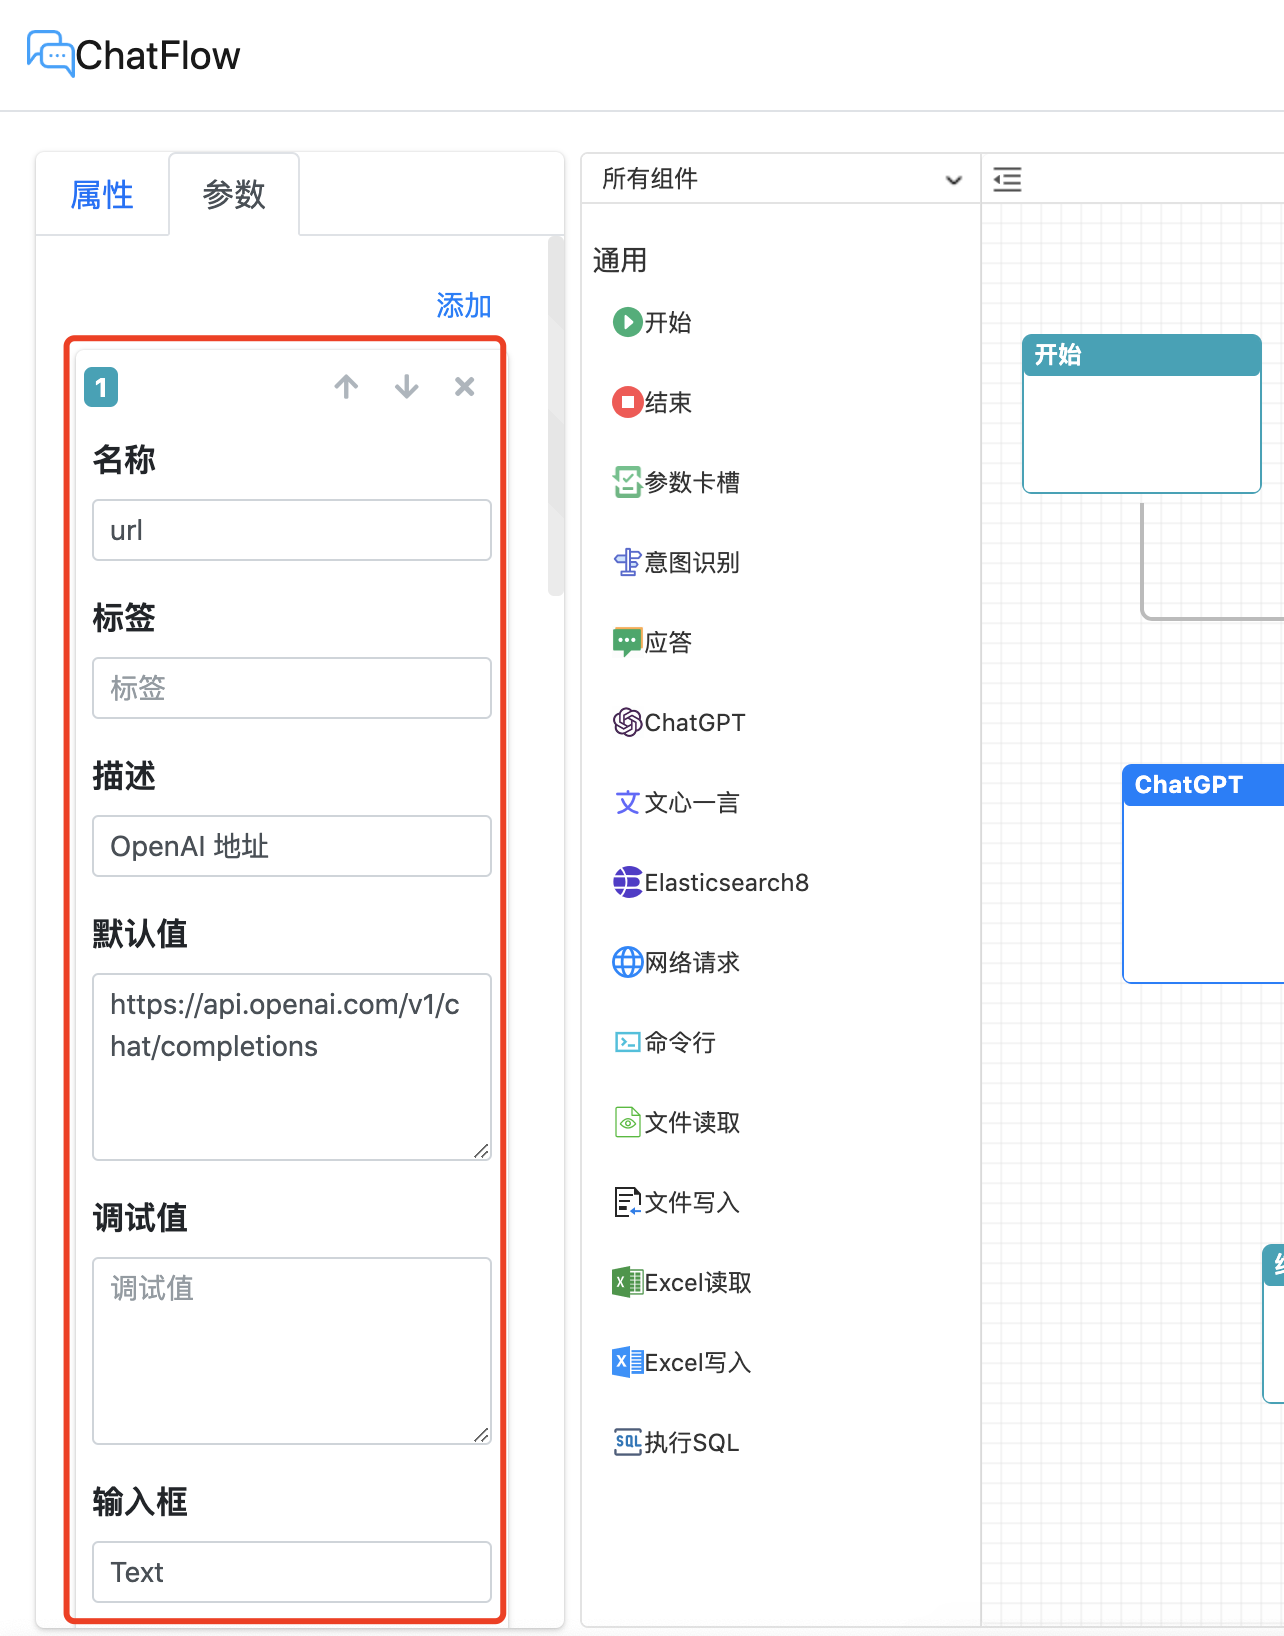 ChatFlow
属性
参数
添加
1
名称
url
标签
标签
描述
OpenAI 地址
默认值
https://api.openai.com/v1/c
hat/completions
调试值
调试值
输入框
Text
所有组件
通用
开始
结束
参数卡槽
意图识别
应答
ChatGPT
文心一言
Elasticsearch8
网络请求
命令行
文件读取
文件写入
Excel读取
Excel写入
执行SQL
开始
ChatGPT